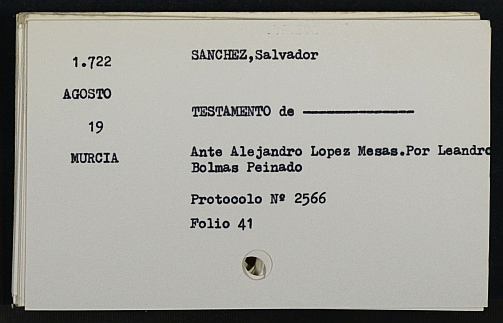 1.722
AGOSTO
19
MURCIA
SANCHEZ,Salvador
TESTAMENTO de ——————
Ante Alejandro Lopez Mesas.Por Leandro
Bolmas Peinado
Protocolo Nº 2566
Folio 41